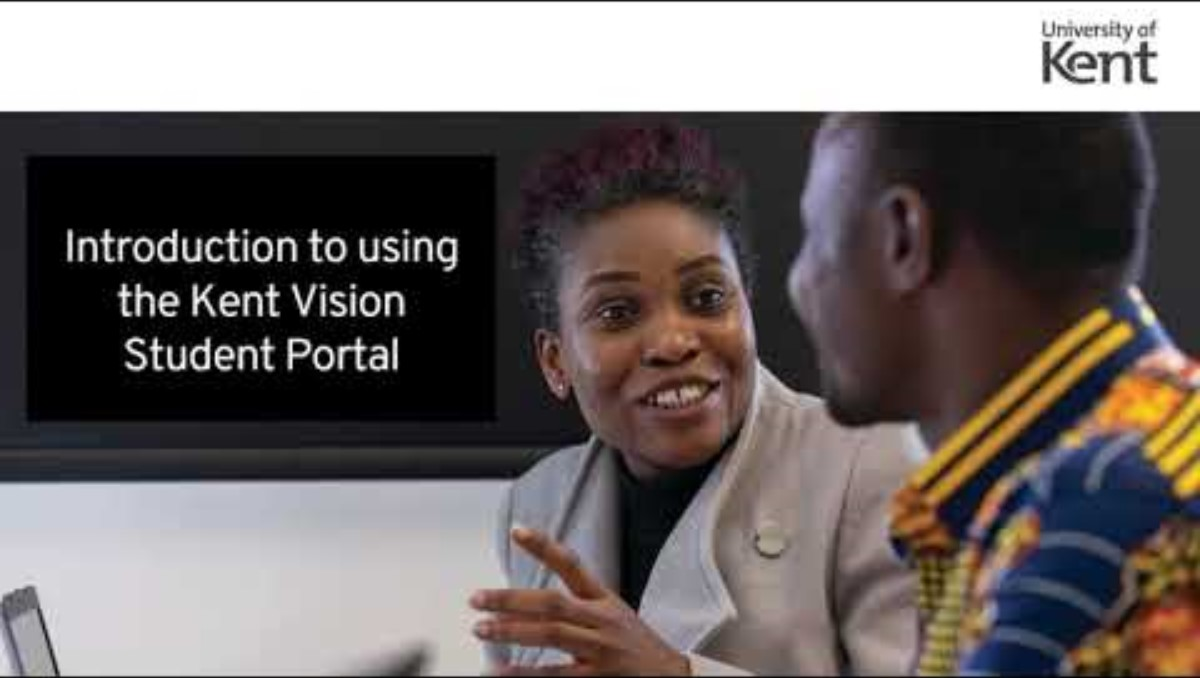 University of
Kent
Introduction to using
the Kent Vision
Student Portal